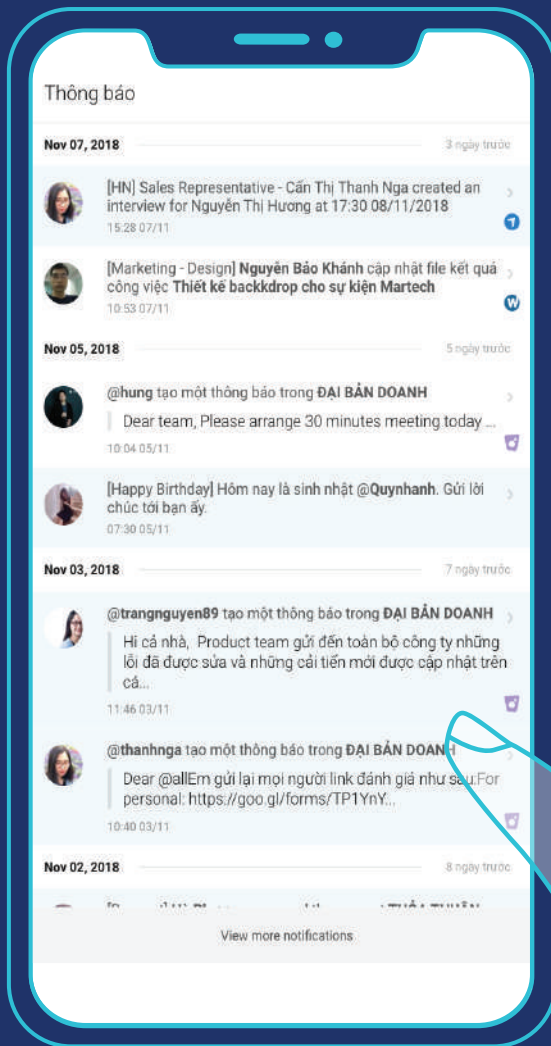 Thông báo
Nov 07, 2018
3 ngày trước
[HN] Sales Representative - Cấn Thị Thanh Nga created an
interview for Nguyễn Thị Hương at 17:30 08/11/2018
15:28 07/11
[Marketing - Design] Nguyễn Bảo Khánh cập nhật file kết quả
công việc Thiết kế backkdrop cho sự kiện Martech
W
10:53 07/11
Nov 05, 2018
5 ngày trước
@hung tạo một thông báo trong ĐẠI BẢN DOANH
Dear team, Please arrange 30 minutes meeting today ...
10:04 05/11
[Happy Birthday] Hôm nay là sinh nhật @Quynhanh. Gửi lời
chúc tới bạn ấy.
07:30 05/11
Nov 03, 2018
7 ngày trước
@trangnguyen89 tạo một thông báo trong ĐẠI BẢN DOANH
Hi cả nhà, Product team gửi đến toàn bộ công ty những
lỗi đã được sửa và những cải tiến mới được cập nhật trên
cá...
11:46 03/11
@thanhnga tạo một thông báo trong ĐẠI BẢN DOANH
Dear @allEm gửi lại mọi người link đánh giá như sau:For
personal: https://goo.gl/forms/TP1YnY...
10:40 03/11
Nov 02, 2018
8 ngày trước
View more notifications